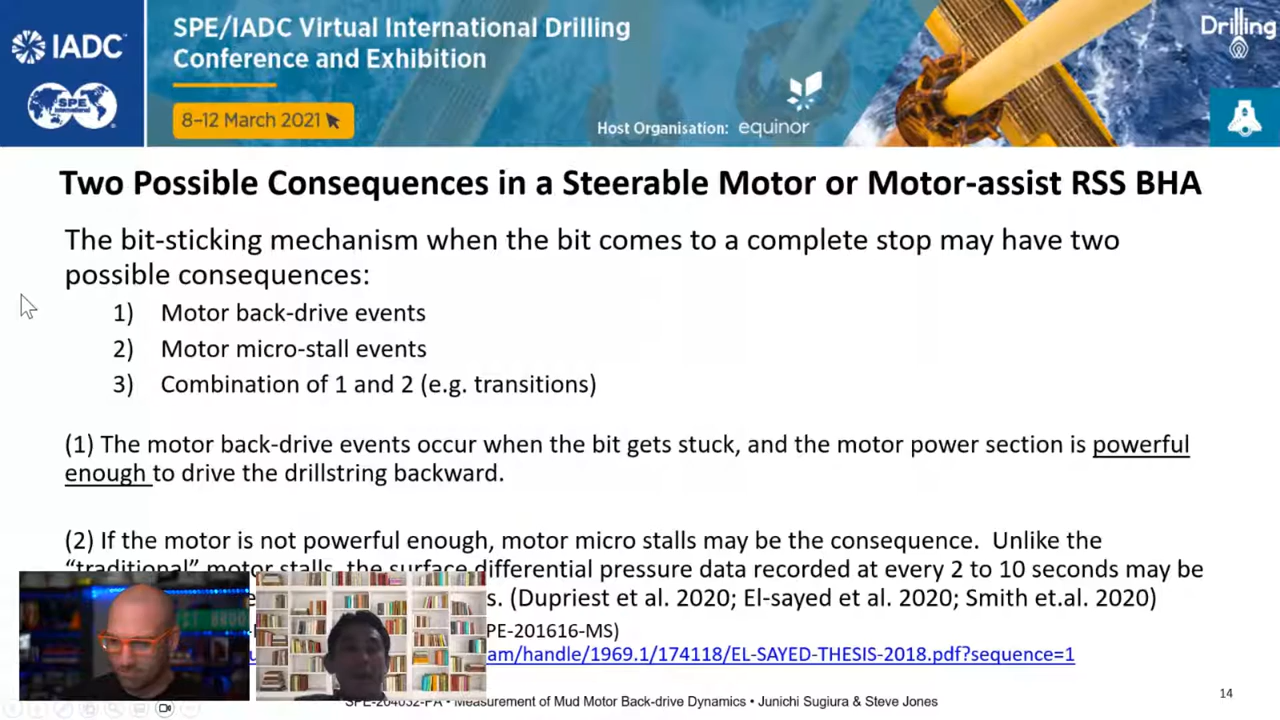 IADC
SPE
International
SPE/IADC Virtual International Drilling
Conference and Exhibition
8–12 March 2021
Host Organisation: equinor
Drilling
Two Possible Consequences in a Steerable Motor or Motor-assist RSS BHA
The bit-sticking mechanism when the bit comes to a complete stop may have two
possible consequences:
1) Motor back-drive events
2) Motor micro-stall events
3) Combination of 1 and 2 (e.g. transitions)
(1) The motor back-drive events occur when the bit gets stuck, and the motor power section is powerful
enough to drive the drillstring backward.
(2) If the motor is not powerful enough, motor micro stalls may be the consequence. Unlike the
“traditional” motor stalls, the surface differential pressure data recorded at every 2 to 10 seconds may be
s. (Dupriest et al. 2020; El-sayed et al. 2020; Smith et.al. 2020)
PE-201616-MS)
am/handle/1969.1/174118/EL-SAYED-THESIS-2018.pdf?sequence=1
SPE-204032-PA • Measurement of Mud Motor Back-drive Dynamics • Junichi Sugiura & Steve Jones
14